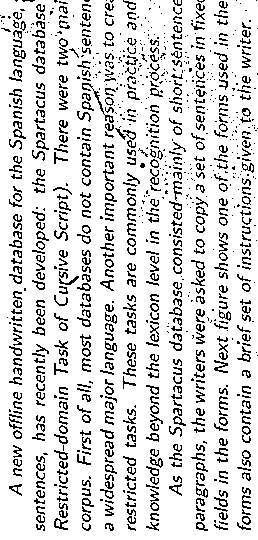 A new offline handwritten database for the Spanish language,
sentences, has recently been developed: the Spartacus database
Restricted-domain Task of Cursive Script). There were two mai
corpus. First of all, most databases do not contain Spanish senten
a widespread major language. Another important reason was to crea
restricted tasks. These tasks are commonly used in practice and
knowledge beyond the lexicon level in the recognition process.
As the Spartacus database consisted mainly of short sentence
paragraphs, the writers were asked to copy a set of sentences in fixed
fields in the forms. Next figure shows one of the forms used in the
forms also contain a brief set of instructions given to the writer.